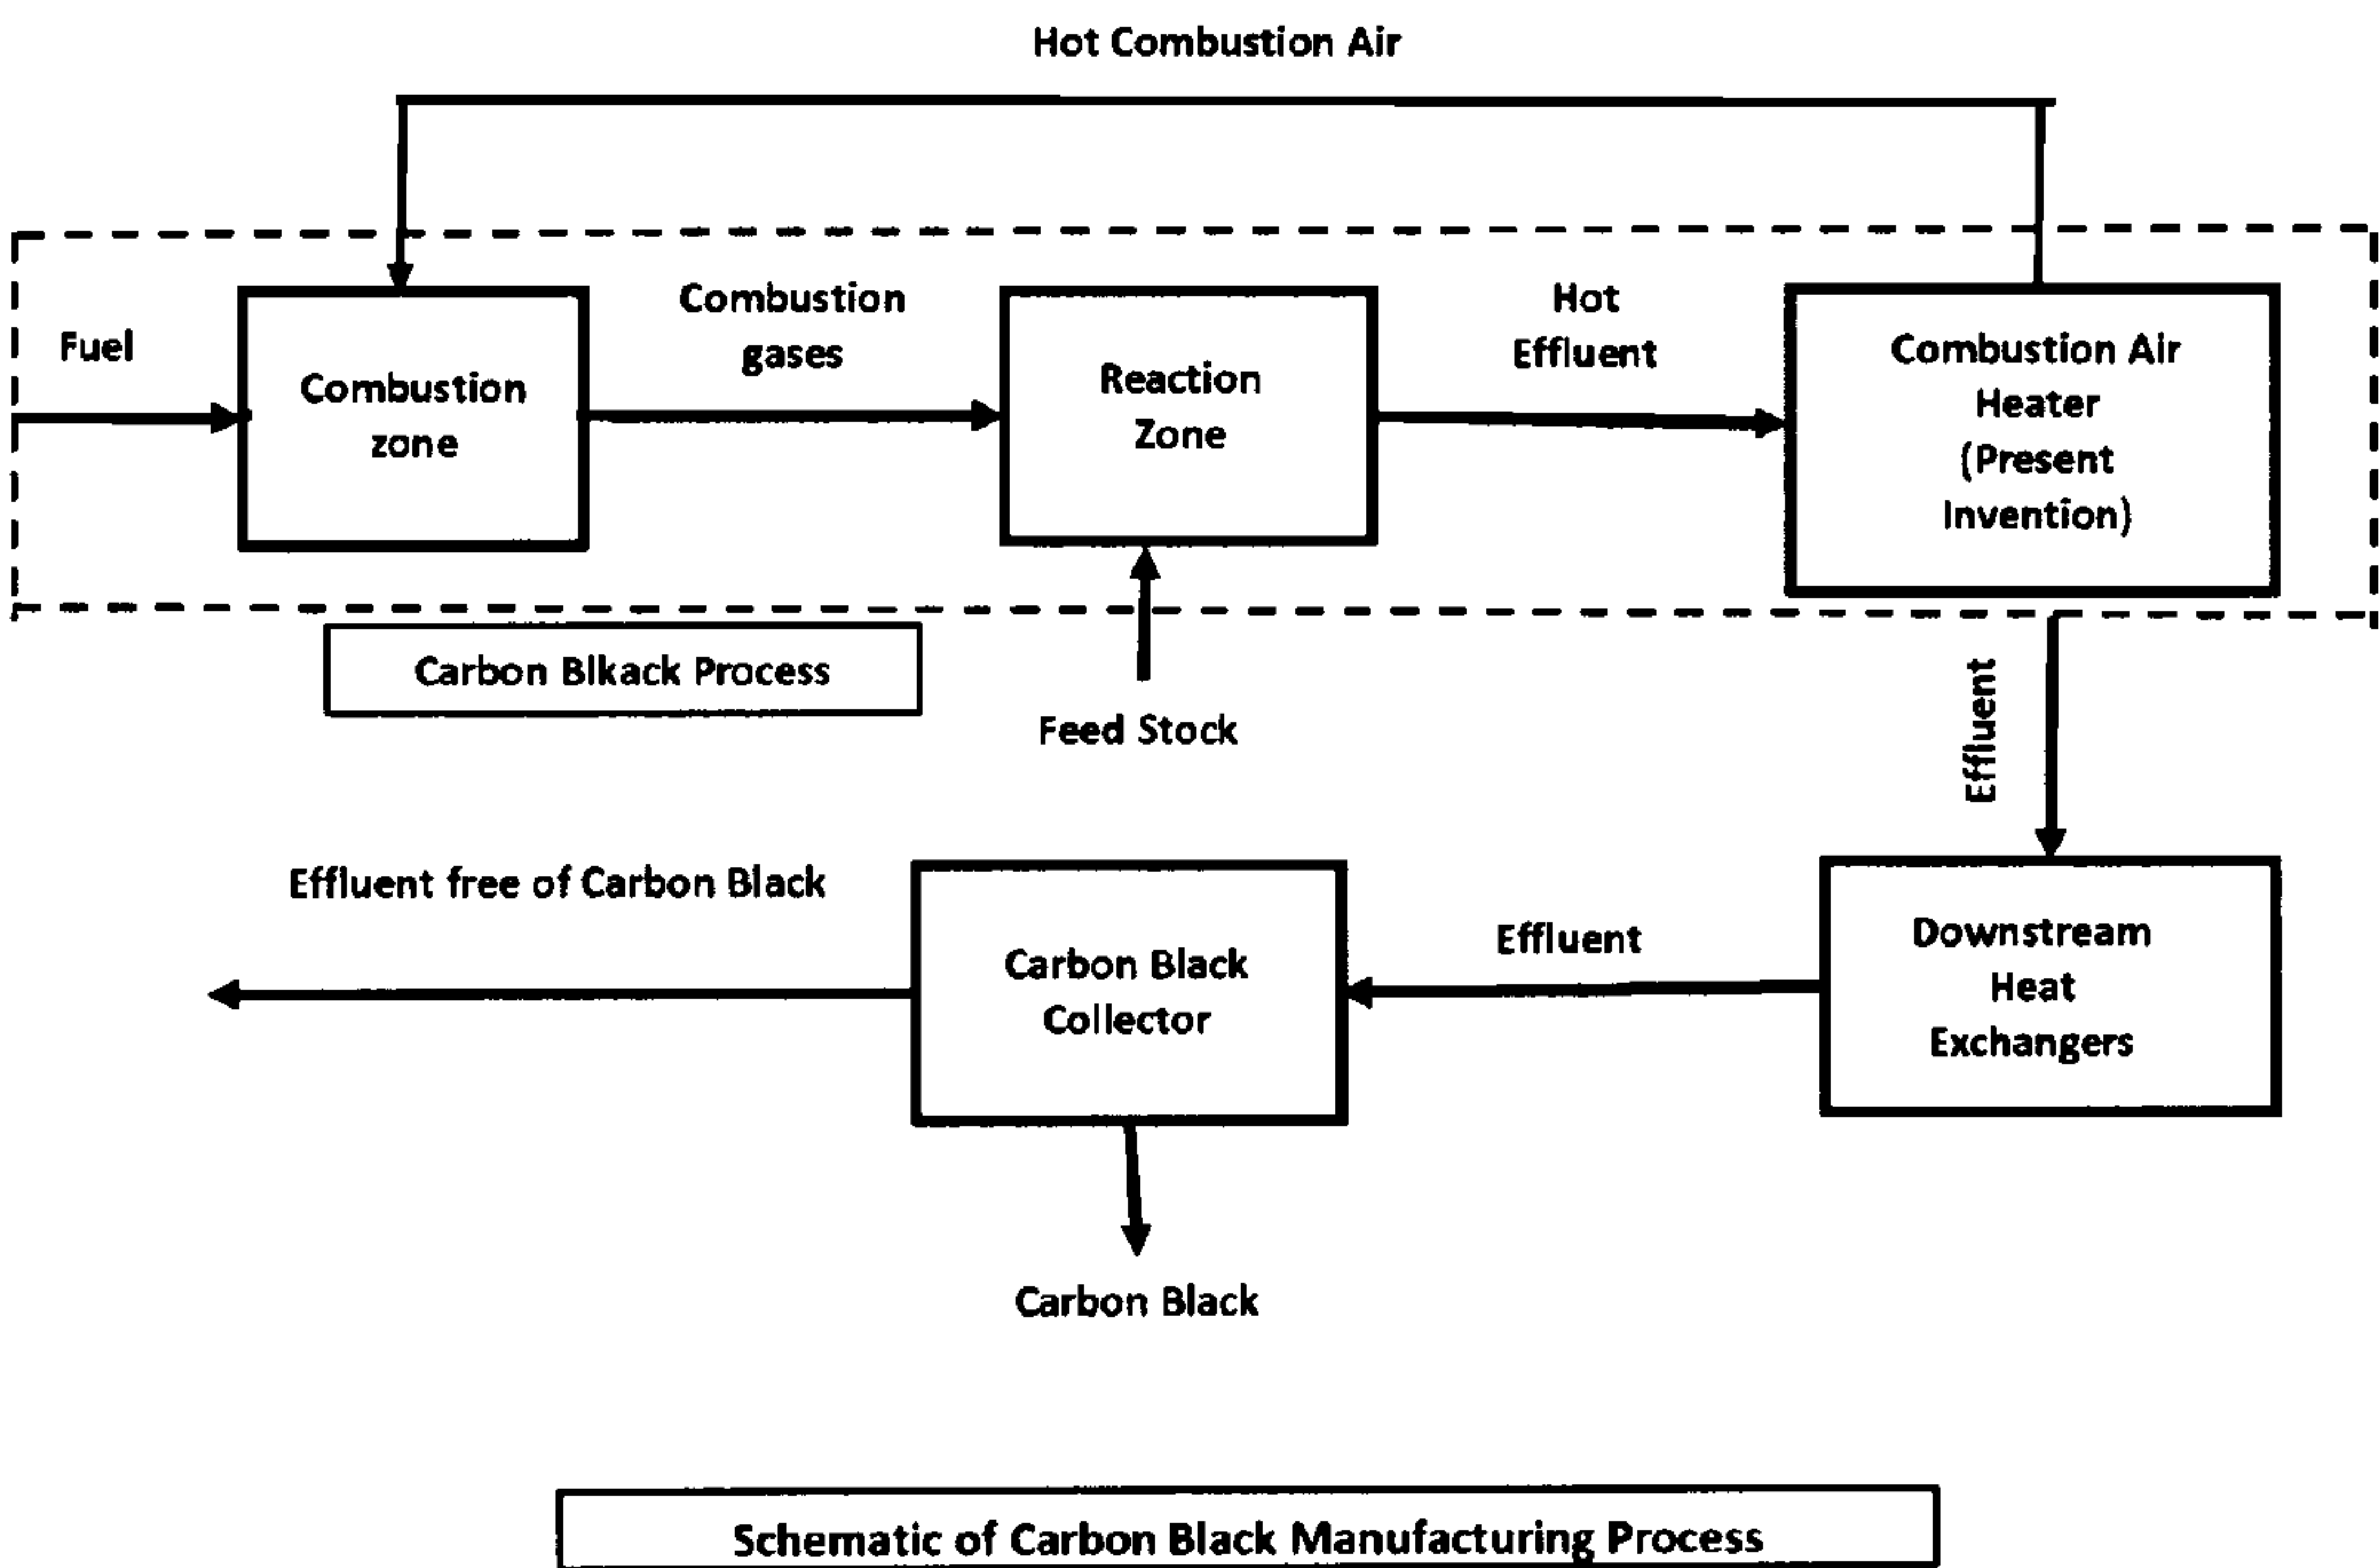 Hot Combustion Air
Fuel
Combustion
zone
Combustion
gases
Reaction
Zone
Hot
Effluent
Combustion Air
Heater
(Present
Invention)
Carbon Blkack Process
Feed Stock
Effluent
Effluent free of Carbon Black
Carbon Black
Collector
Effluent
Downstream
Heat
Exchangers
Carbon Black
Schematic of Carbon Black Manufacturing Process